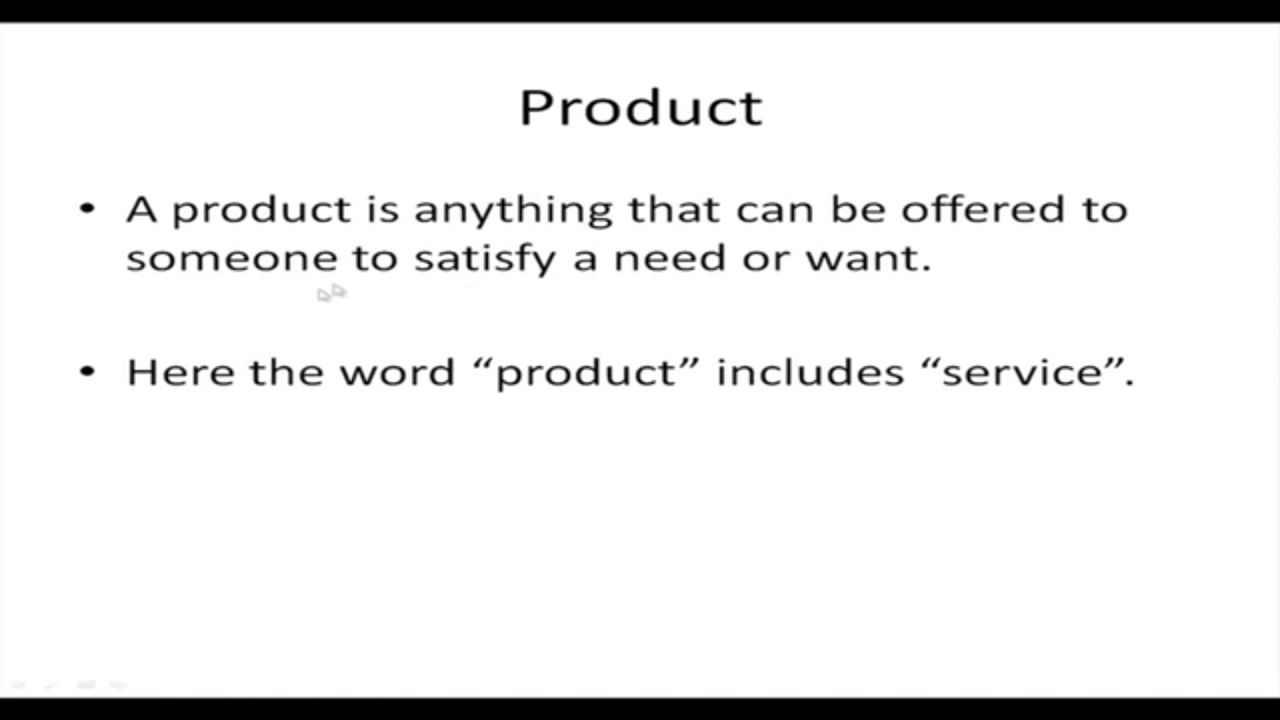 Product
• A product is anything that can be offered to
someone to satisfy a need or want.
• Here the word “product” includes “service”.